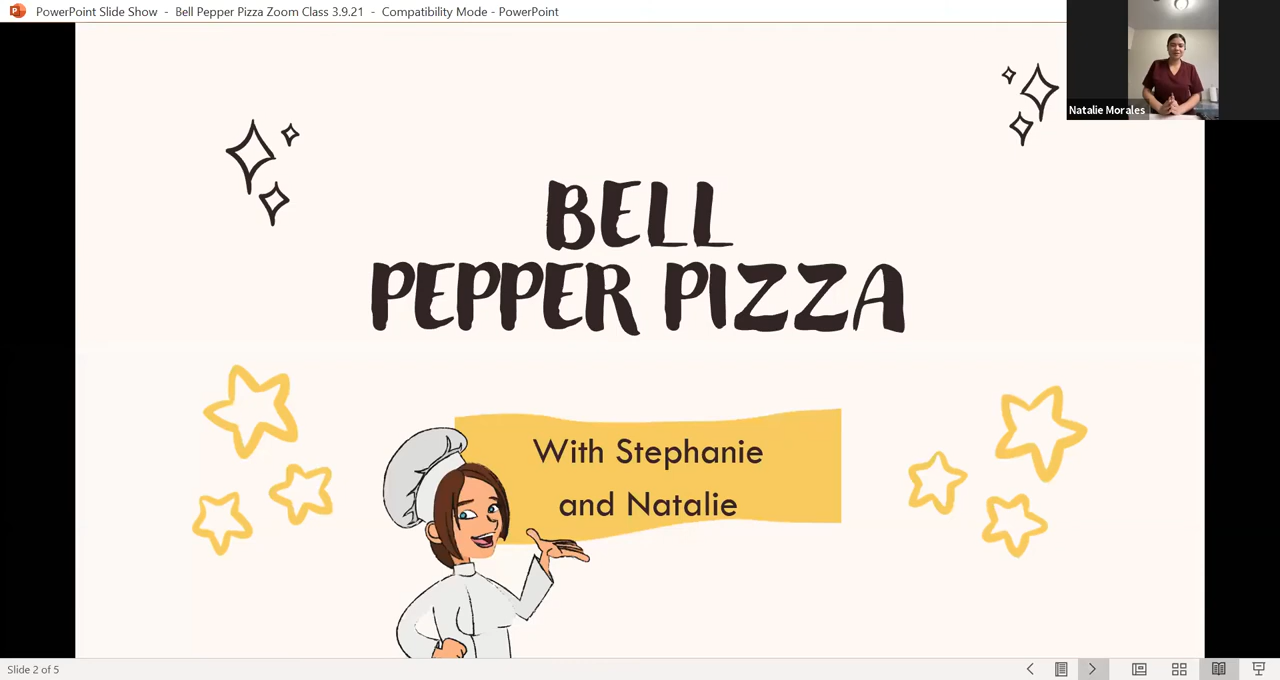 PowerPoint Slide Show - Bell Pepper Pizza Zoom Class 3.9.21 - Compatibility Mode - PowerPoint
Natalie Morales
BELL
PEPPER PIZZA
With Stephanie
and Natalie
Slide 2 of 5